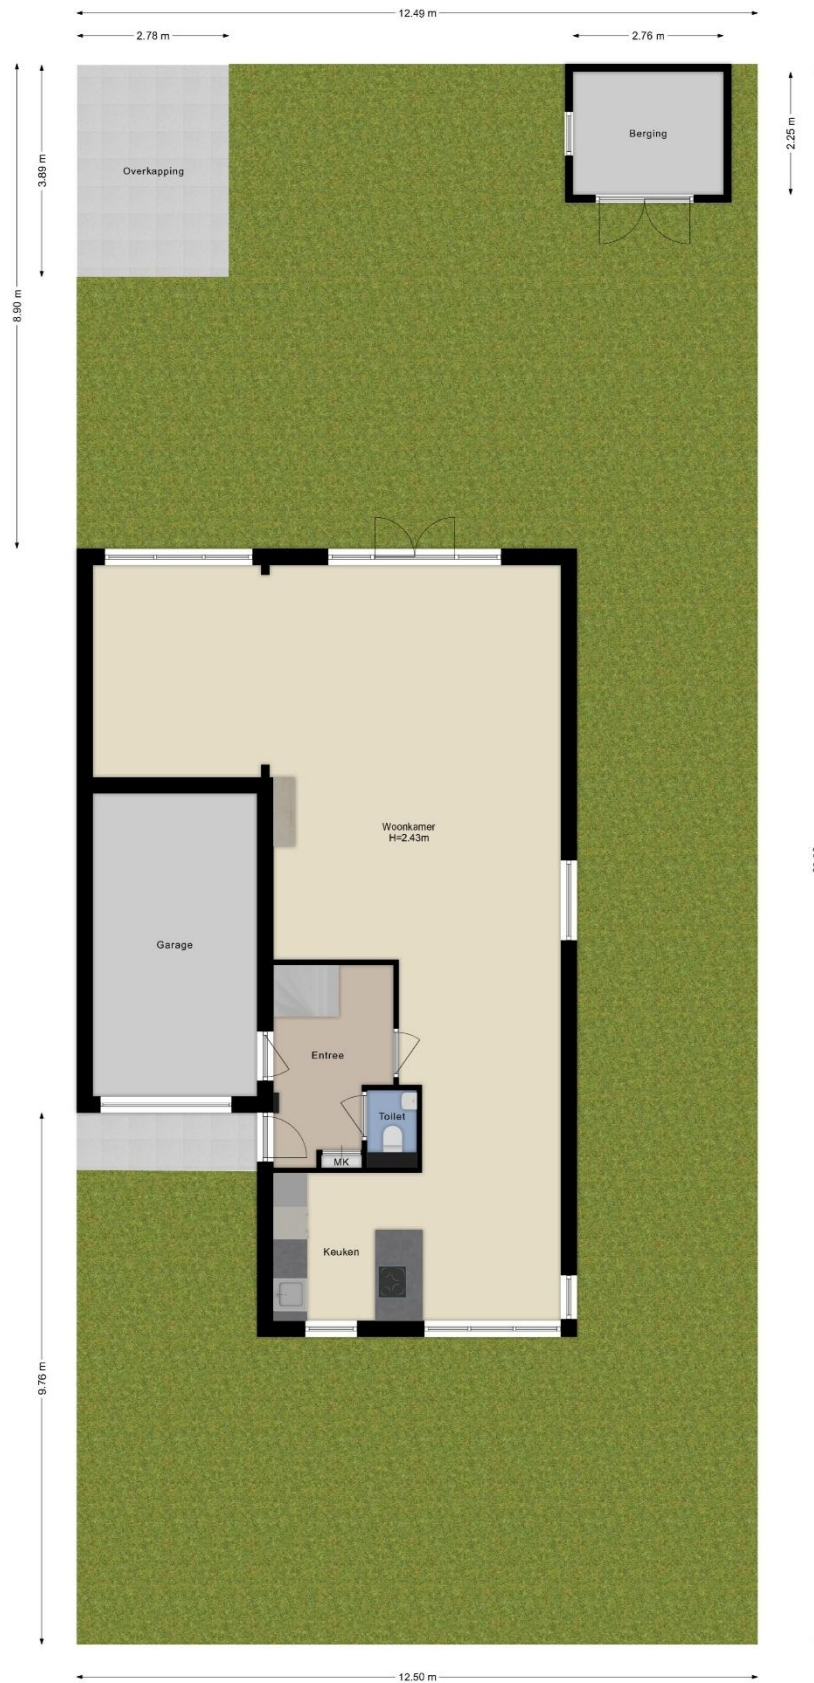 12.49 m
2.78 m
2.76 m
Overkapping
3.89 m
8.90 m
Berging
2.25 m
Woonkamer
H=2.43m
Garage
Entree
Toilet
MK
Keuken
9.76 m
12.50 m